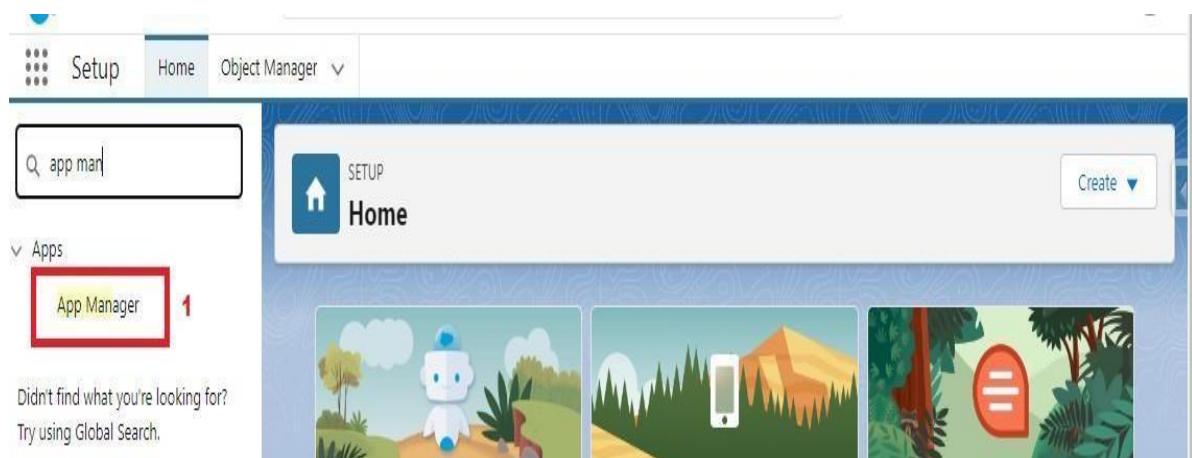 Setup Home Object Manager
app man
SETUP
Home
Create
Apps
App Manager 1
Didn't find what you're looking for?
Try using Global Search.